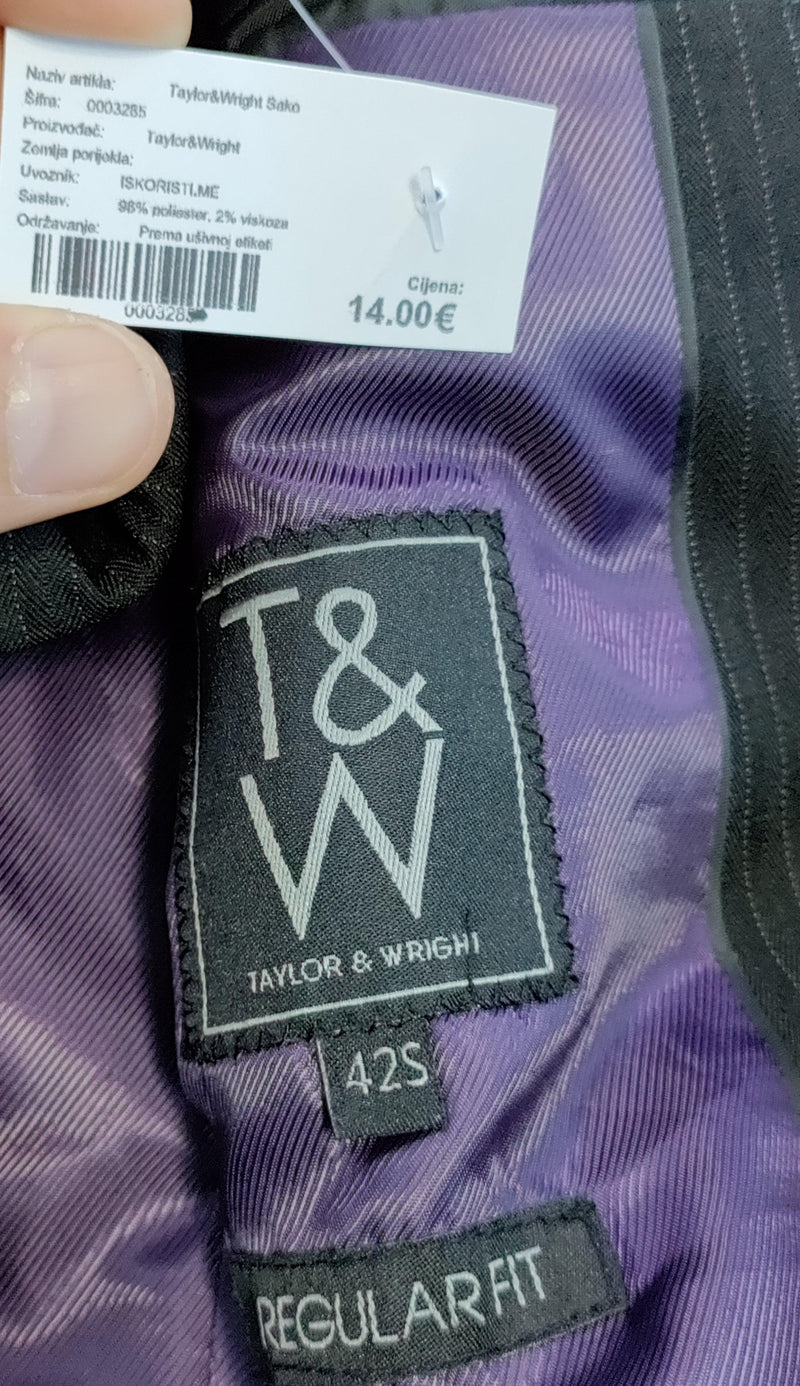 Naziv artikla: Taylor&Wright Sako
Šifra: 0003285
Proizvođač: Taylor&Wright
Zemlja porijekla:
Uvoznik: ISKORISTI.ME
Sastav: 98% poliester, 2% viskoza
Održavanje: Prema ušivnoj etiketi
0003285
Cijena:
14.00€
T&
W
TAYLOR & WRIGHT
42S
REGULAR FIT